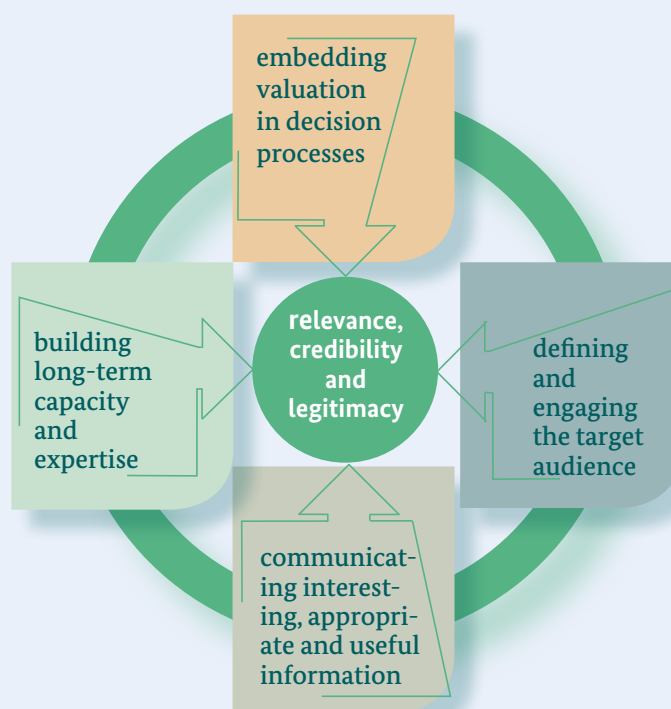 embedding
valuation
in decision
processes
relevance,
credibility
and
legitimacy
building
long-term
capacity
and
expertise
defining
and
engaging
the target
audience
communicat-
ing interest-
ing, appropri-
ate and useful
information